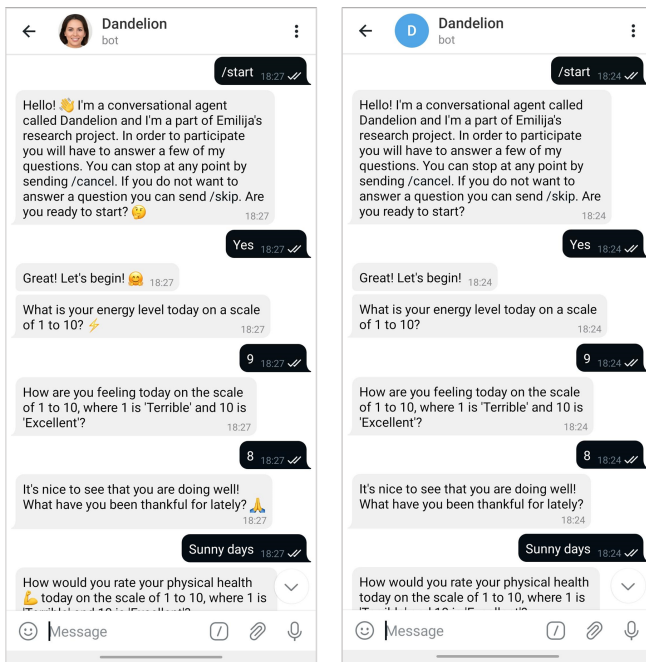 Dandelion
bot
/start 18:27
Hello! 👋 I'm a conversational agent
called Dandelion and I'm a part of Emilija's
research project. In order to participate
you will have to answer a few of my
questions. You can stop at any point by
sending /cancel. If you do not want to
answer a question you can send /skip. Are
you ready to start? 🤔 18:27
Yes 18:27
Great! Let's begin! 🤗 18:27
What is your energy level today on a scale
of 1 to 10? ⚡ 18:27
9 18:27
How are you feeling today on the scale
of 1 to 10, where 1 is 'Terrible' and 10 is
'Excellent'? 18:27
8 18:27
It's nice to see that you are doing well!
What have you been thankful for lately? 🙏
18:27
Sunny days 18:27
How would you rate your physical health
💪 today on the scale of 1 to 10, where 1 is
'Terrible' and 10 is 'Excellent'?
Message
D
Dandelion
bot
/start 18:24
Hello! I'm a conversational agent called
Dandelion and I'm a part of Emilija's
research project. In order to participate
you will have to answer a few of my
questions. You can stop at any point by
sending /cancel. If you do not want to
answer a question you can send /skip. Are
you ready to start? 18:24
Yes 18:24
Great! Let's begin! 18:24
What is your energy level today on a scale
of 1 to 10? 18:24
9 18:24
How are you feeling today on the scale
of 1 to 10, where 1 is 'Terrible' and 10 is
'Excellent'? 18:24
8 18:24
It's nice to see that you are doing well!
What have you been thankful for lately?
18:24
Sunny days 18:24
How would you rate your physical health
today on the scale of 1 to 10, where 1 is
'Terrible' and 10 is 'Excellent'?
Message